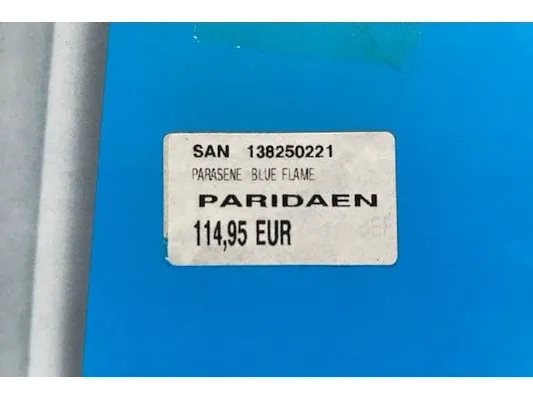 SAN 138250221
PARASENE BLUE FLAME
PARIDAEN
114,95 EUR